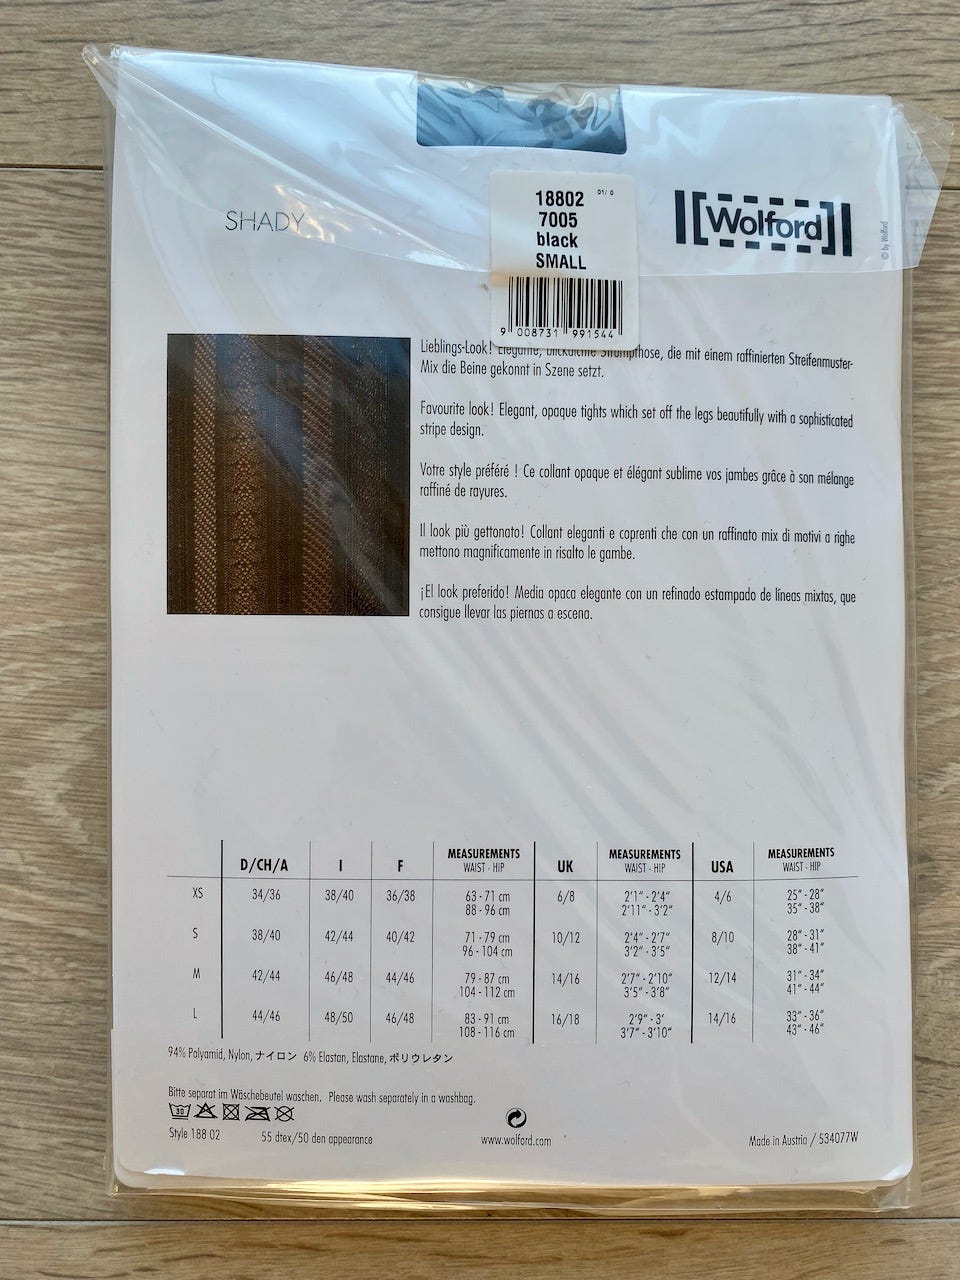 SHADY
18802 01/ 0
7005
black
SMALL
9 008731 991544
[Wolford]
© by Wolford
Lieblings-Look! Elegante, blickdichte Strumpfhose, die mit einem raffinierten Streifenmuster-
Mix die Beine gekonnt in Szene setzt.
Favourite look! Elegant, opaque tights which set off the legs beautifully with a sophisticated
stripe design.
Votre style préféré ! Ce collant opaque et élégant sublime vos jambes grâce à son mélange
raffiné de rayures.
Il look più gettonato! Collant eleganti e coprenti che con un raffinato mix di motivi a righe
mettono magnificamente in risalto le gambe.
¡El look preferido! Media opaca elegante con un refinado estampado de líneas mixtas, que
consigue llevar las piernas a escena.
D/CH/A I F MEASUREMENTS WAIST - HIP UK MEASUREMENTS WAIST - HIP USA MEASUREMENTS WAIST - HIP
XS 34/36 38/40 36/38 63 - 71 cm 88 - 96 cm 6/8 2'1" - 2'4" 2'11" - 3'2" 4/6 25" - 28" 35" - 38"
S 38/40 42/44 40/42 71 - 79 cm 96 - 104 cm 10/12 2'4" - 2'7" 3'2" - 3'5" 8/10 28" - 31" 38" - 41"
M 42/44 46/48 44/46 79 - 87 cm 104 - 112 cm 14/16 2'7" - 2'10" 3'5" - 3'8" 12/14 31" - 34" 41" - 44"
L 44/46 48/50 46/48 83 - 91 cm 108 - 116 cm 16/18 2'9" - 3' 3'7" - 3'10" 14/16 33" - 36" 43" - 46"
94% Polyamid, Nylon, ナイロン 6% Elastan, Elastane, ポリウレタン
Bitte separat im Wäschebeutel waschen. Please wash separately in a washbag.
30
Style 188 02 55 dtex/50 den appearance www.wolford.com Made in Austria / 534077W